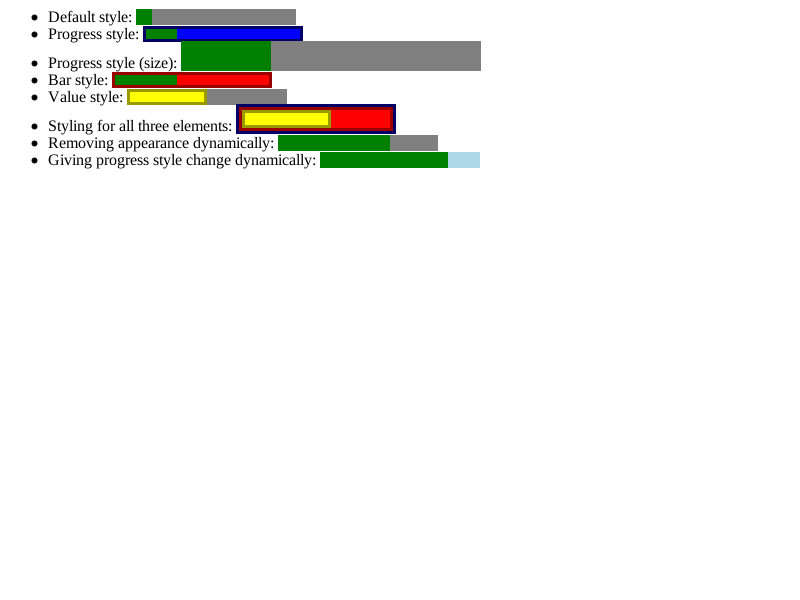 Default style:
Progress style:
Progress style (size):
Bar style:
Value style:
Styling for all three elements:
Removing appearance dynamically:
Giving progress style change dynamically: